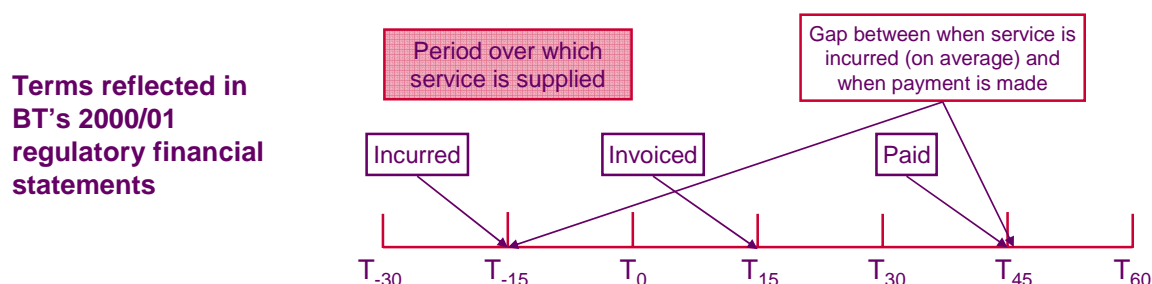 Terms reflected in
BT's 2000/01
regulatory financial
statements
Period over which
service is supplied
Gap between when service is
incurred (on average) and
when payment is made
Incurred
Invoiced
Paid
T-30
T-15
T0
T15
T30
T45
T60